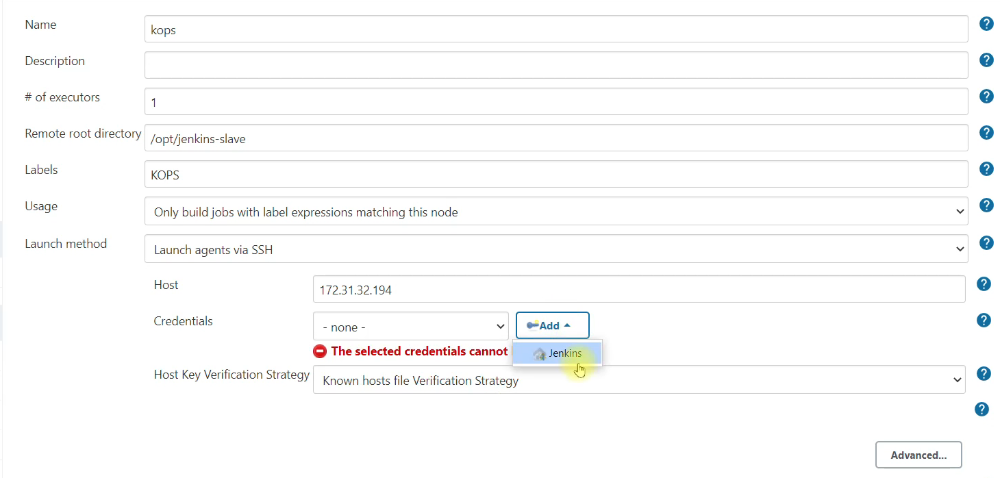 Name
kops
Description
# of executors
1
Remote root directory
/opt/jenkins-slave
Labels
KOPS
Usage
Only build jobs with label expressions matching this node
Launch method
Launch agents via SSH
Host
172.31.32.194
Credentials
- none -
Add
The selected credentials cannot
Jenkins
Host Key Verification Strategy
Known hosts file Verification Strategy
Advanced...